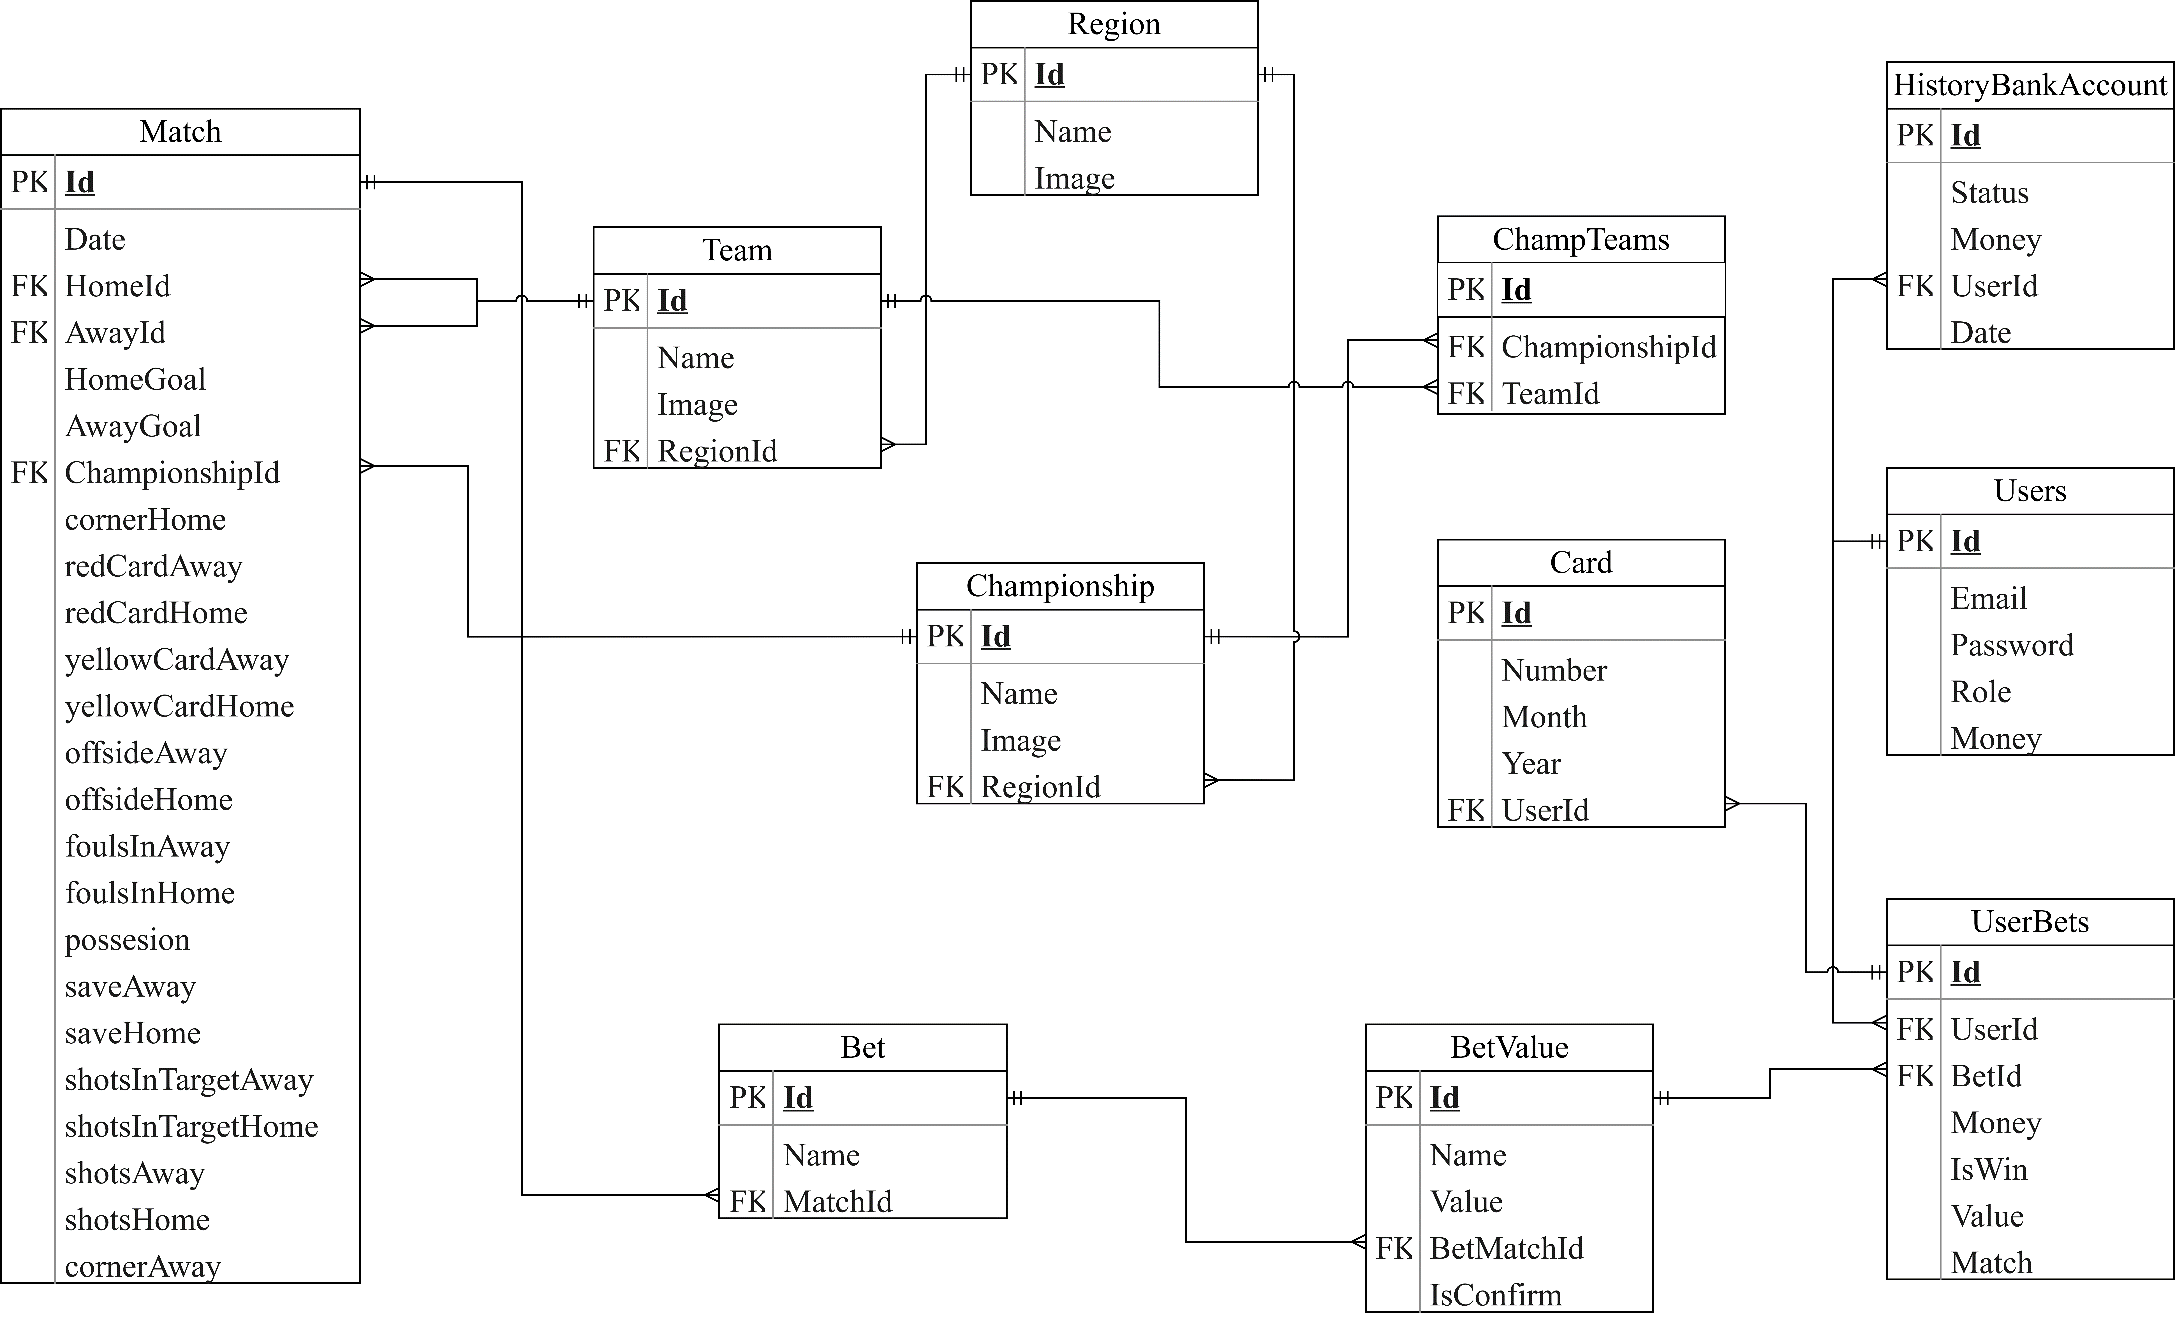 Region
PK Id
Name
Image
HistoryBankAccount
PK Id
Status
Money
FK UserId
Date
Match
PK Id
Date
FK HomeId
FK AwayId
HomeGoal
AwayGoal
FK ChampionshipId
cornerHome
redCardAway
redCardHome
yellowCardAway
yellowCardHome
offsideAway
offsideHome
foulsInAway
foulsInHome
possesion
saveAway
saveHome
shotsInTargetAway
shotsInTargetHome
shotsAway
shotsHome
cornerAway
Team
PK Id
Name
Image
FK RegionId
ChampTeams
PK Id
FK ChampionshipId
FK TeamId
Users
PK Id
Email
Password
Role
Money
Championship
PK Id
Name
Image
FK RegionId
Card
PK Id
Number
Month
Year
FK UserId
UserBets
PK Id
FK UserId
FK BetId
Money
IsWin
Value
Match
Bet
PK Id
Name
FK MatchId
BetValue
PK Id
Name
Value
FK BetMatchId
IsConfirm